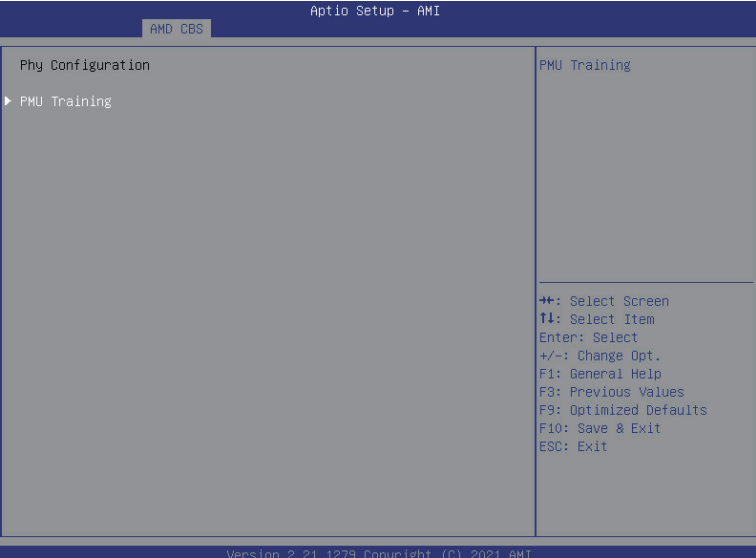 Aptio Setup – AMI
AMD CBS
Phy Configuration
PMU Training
PMU Training
→←: Select Screen
↑↓: Select Item
Enter: Select
+/-: Change Opt.
F1: General Help
F3: Previous Values
F9: Optimized Defaults
F10: Save & Exit
ESC: Exit
Version 2.21.1279 Copyright (C) 2021 AMI